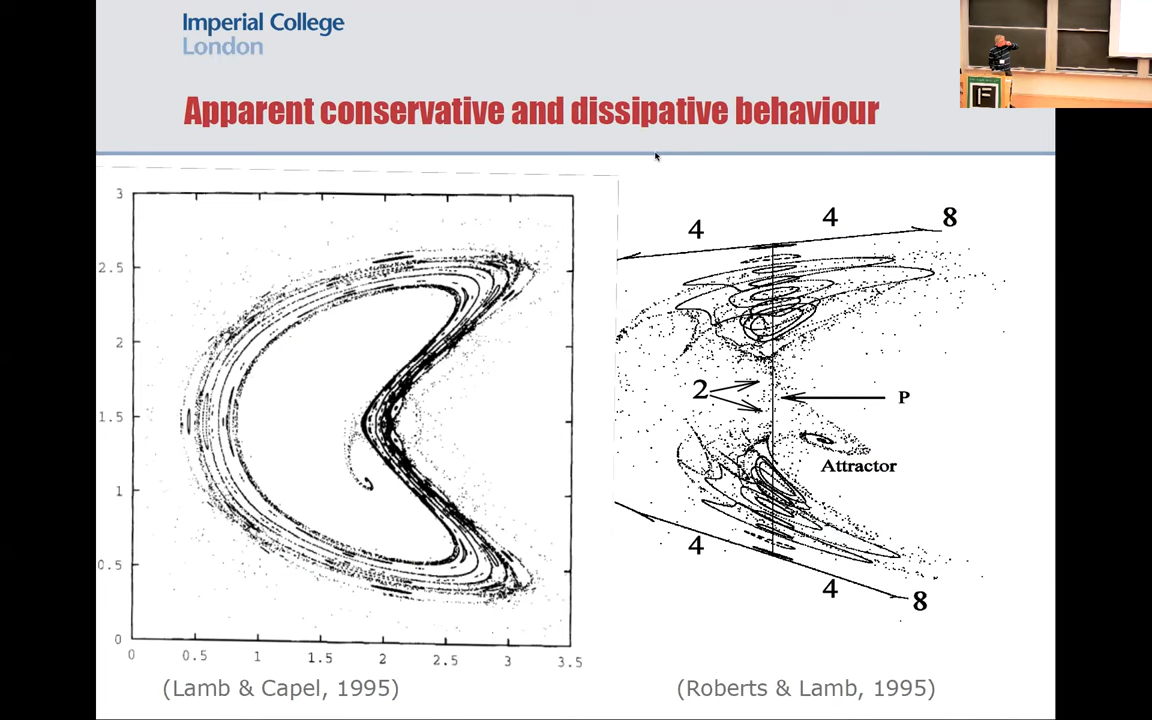 Imperial College
London
Apparent conservative and dissipative behaviour
3
2.5
2
1.5
1
0.5
0
0
0.5
1
1.5
2
2.5
3
3.5
(Lamb & Capel, 1995)
4
4
8
2
P
Attractor
4
4
8
(Roberts & Lamb, 1995)
F